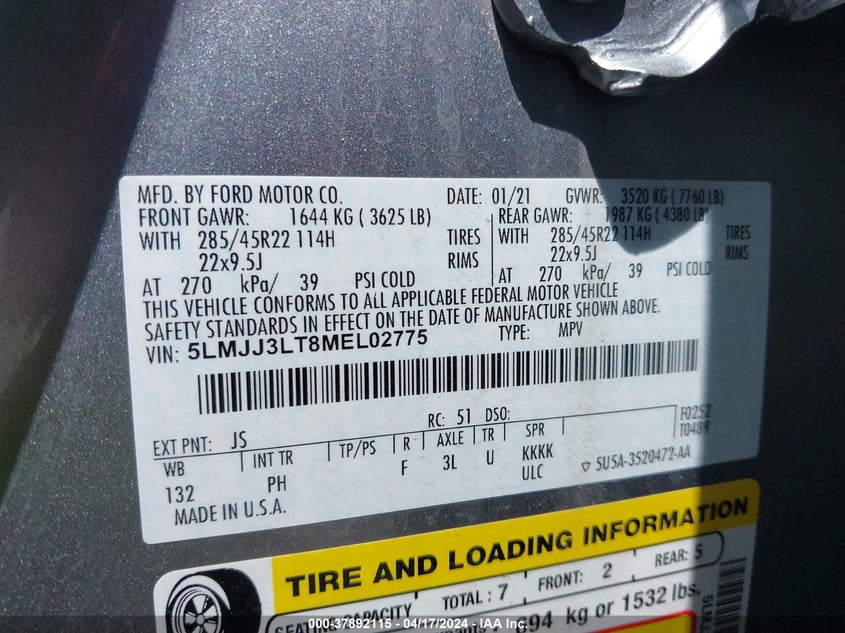 MFD. BY FORD MOTOR CO. DATE: 01/21 GVWR: 3520 KG ( 7760 LB)
FRONT GAWR: 1644 KG ( 3625 LB) REAR GAWR: 1987 KG ( 4380 LB)
WITH 285/45R22 114H TIRES WITH 285/45R22 114H TIRES
22x9.5J RIMS 22x9.5J RIMS
AT 270 kPa/ 39 PSI COLD AT 270 kPa/ 39 PSI COLD
THIS VEHICLE CONFORMS TO ALL APPLICABLE FEDERAL MOTOR VEHICLE
SAFETY STANDARDS IN EFFECT ON THE DATE OF MANUFACTURE SHOWN ABOVE.
VIN: 5LMJJ3LT8MEL02775 TYPE: MPV
RC: 51 DSO: F0252
EXT PNT: JS T0489
WB INT TR TP/PS R AXLE TR SPR
132 PH F 3L U KKKK
ULC 5U5A-3520472-AA
MADE IN U.S.A.
TIRE AND LOADING INFORMATION
SEATING CAPACITY TOTAL : 7 FRONT: 2 REAR: 5
694 kg or 1532 lbs.
5LMJ
000-37892115 - 04/17/2024 - IAA Inc.